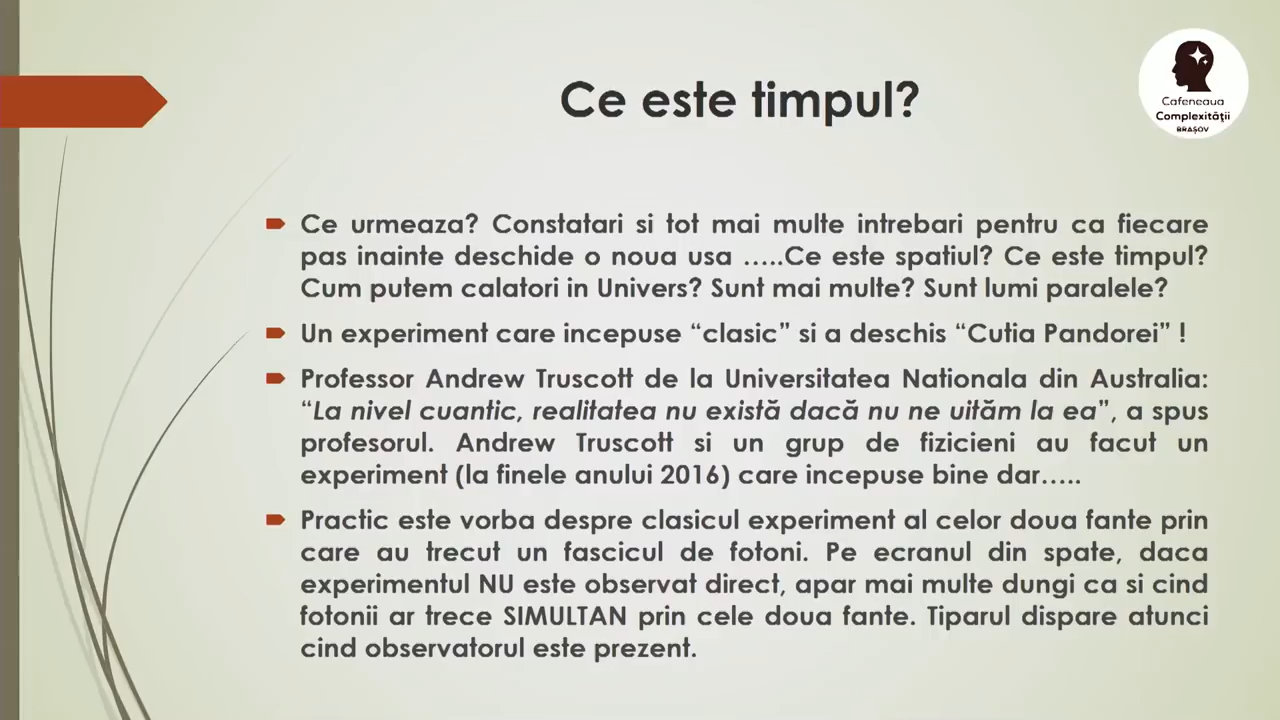 Ce este timpul?
Cafeneaua
Complexităţii
BRAŞOV
Ce urmeaza? Constatari si tot mai multe intrebari pentru ca fiecare
pas inainte deschide o noua usa …..Ce este spatiul? Ce este timpul?
Cum putem calatori in Univers? Sunt mai multe? Sunt lumi paralele?
Un experiment care incepuse “clasic” si a deschis “Cutia Pandorei” !
Professor Andrew Truscott de la Universitatea Nationala din Australia:
“La nivel cuantic, realitatea nu există dacă nu ne uităm la ea”, a spus
profesorul. Andrew Truscott si un grup de fizicieni au facut un
experiment (la finele anului 2016) care incepuse bine dar…..
Practic este vorba despre clasicul experiment al celor doua fante prin
care au trecut un fascicul de fotoni. Pe ecranul din spate, daca
experimentul NU este observat direct, apar mai multe dungi ca si cind
fotonii ar trece SIMULTAN prin cele doua fante. Tiparul dispare atunci
cind observatorul este prezent.